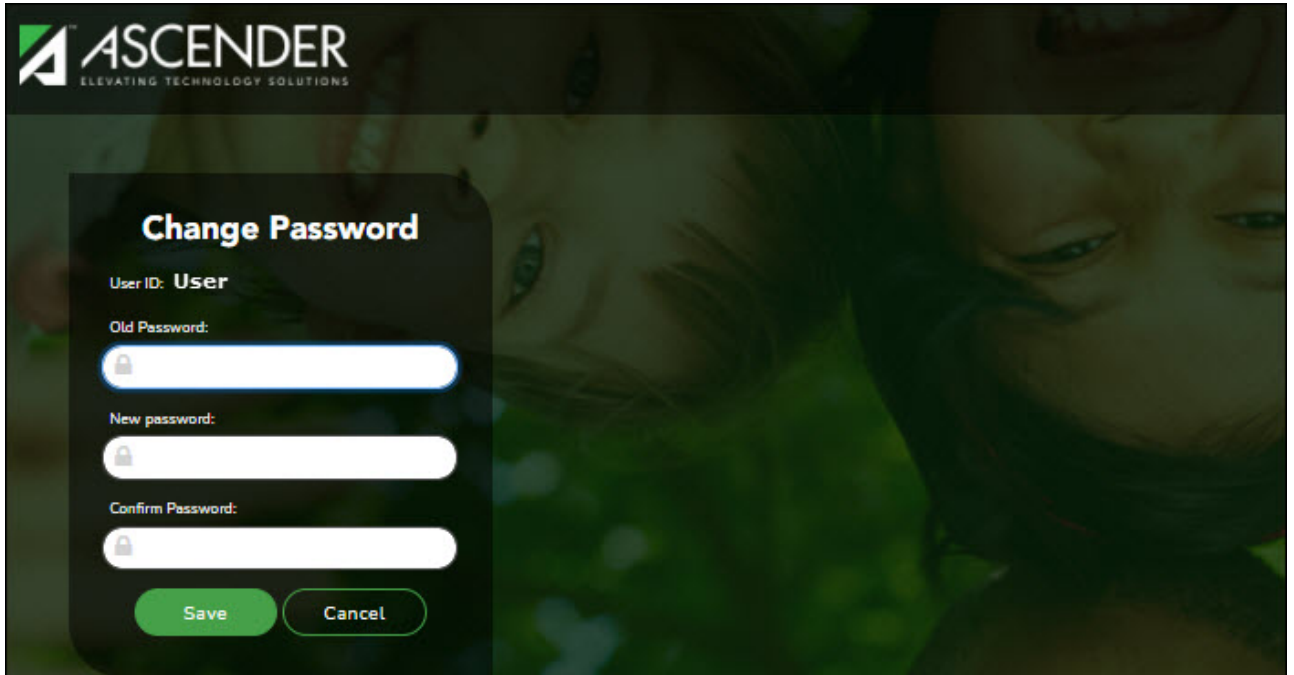 ASCENDER
ELEVATING TECHNOLOGY SOLUTIONS
Change Password
User ID: User
Old Password:
New password:
Confirm Password:
Save Cancel